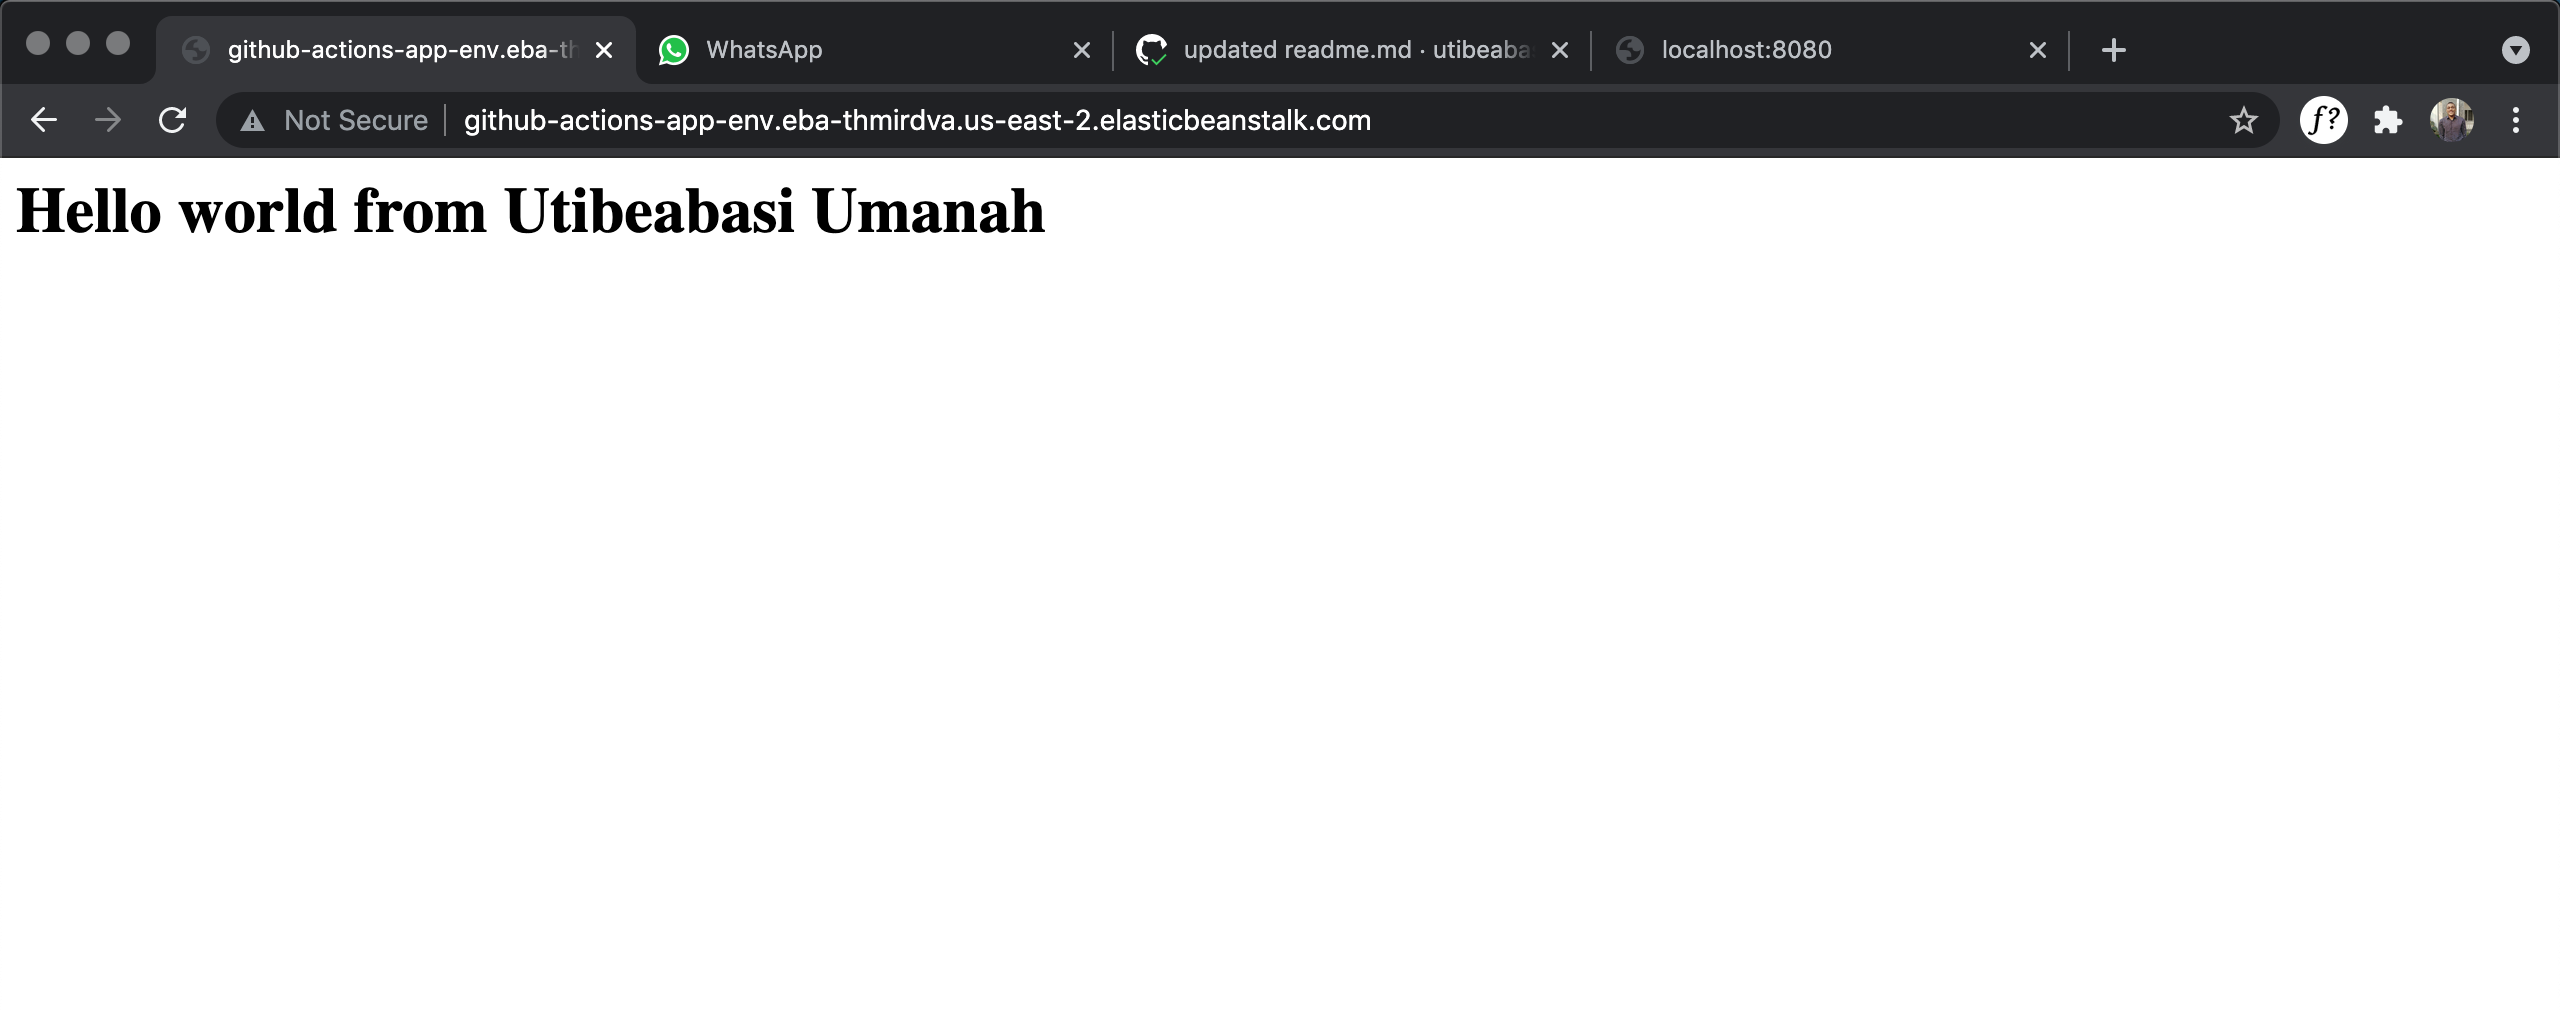 github-actions-app-env.eba-th
WhatsApp
updated readme.md · utibeaba
localhost:8080
Not Secure
github-actions-app-env.eba-thmirdva.us-east-2.elasticbeanstalk.com
f?
Hello world from Utibeabasi Umanah